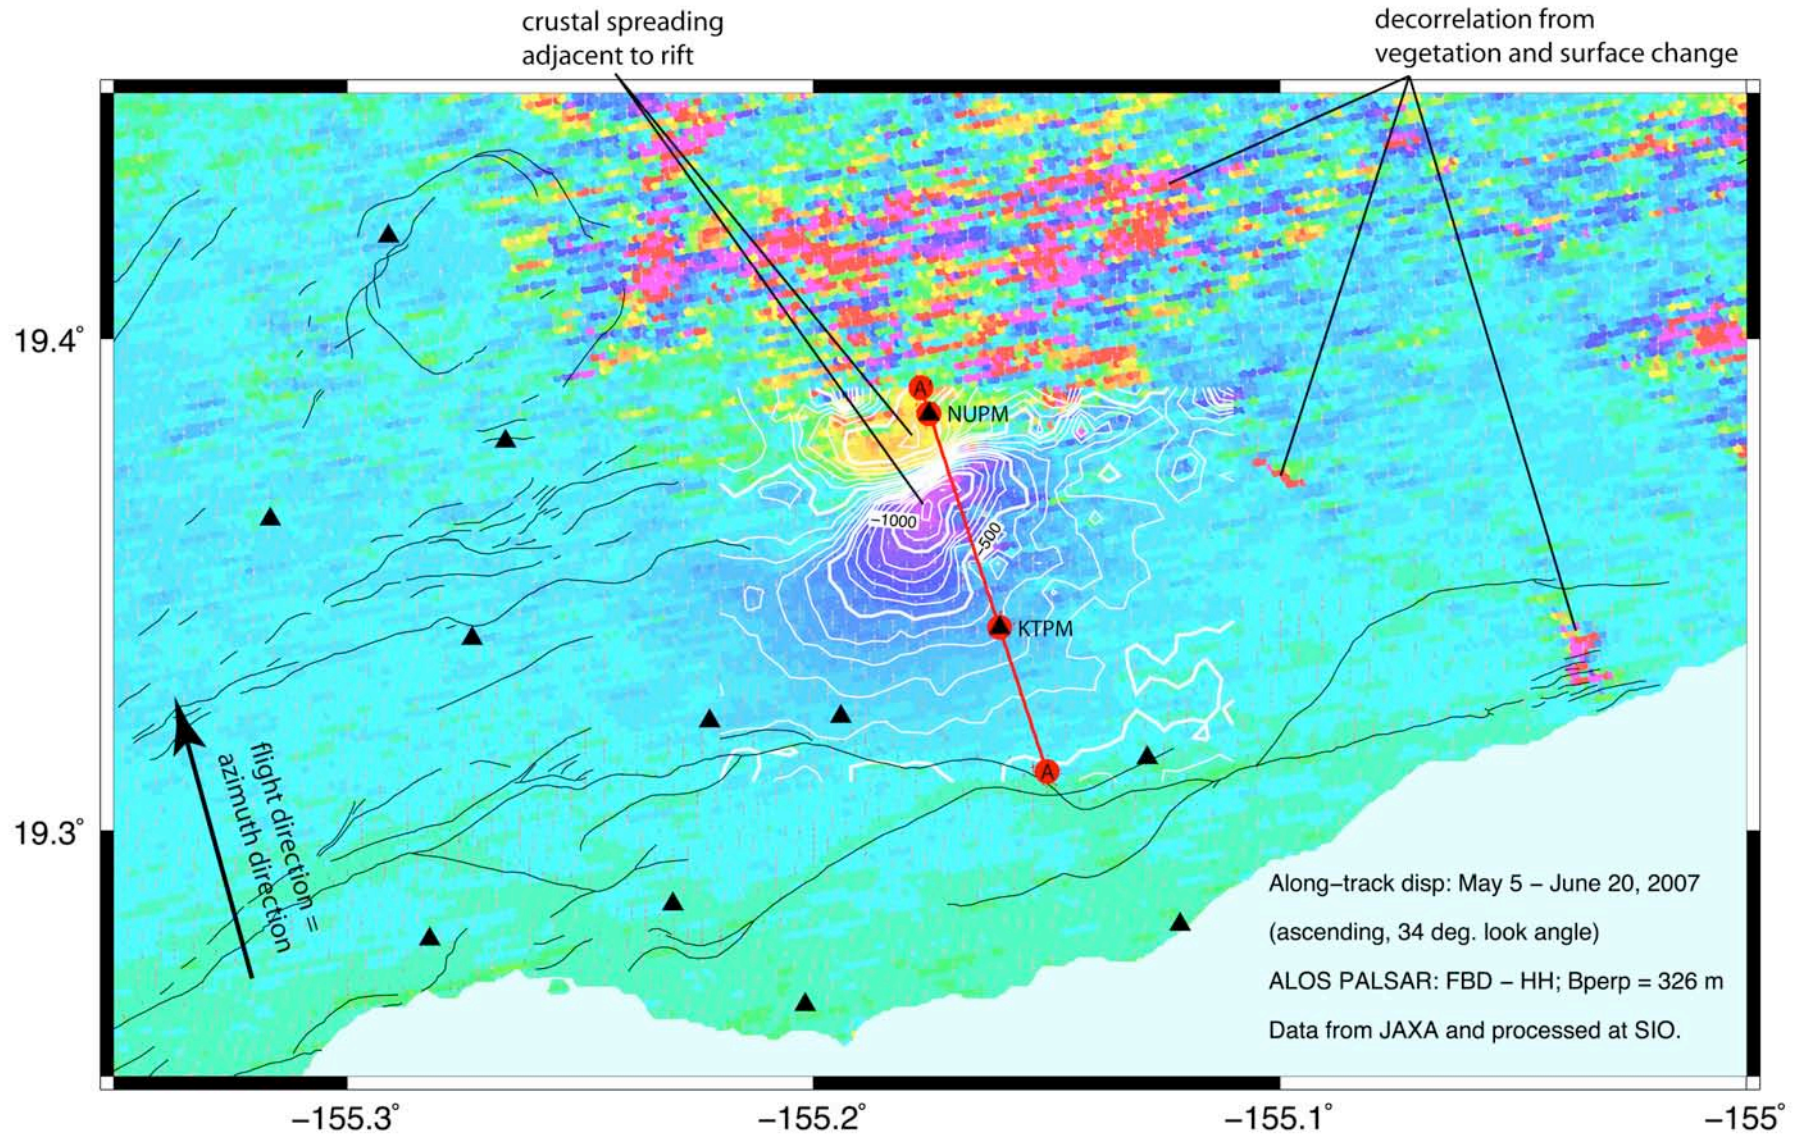 crustal spreading
adjacent to rift
decorrelation from
vegetation and surface change
19.4°
A
NUPM
−1000
−500
KTPM
flight direction =
azimuth direction
A
19.3°
Along−track disp: May 5 − June 20, 2007
(ascending, 34 deg. look angle)
ALOS PALSAR: FBD − HH; Bperp = 326 m
Data from JAXA and processed at SIO.
−155.3°
−155.2°
−155.1°
−155°